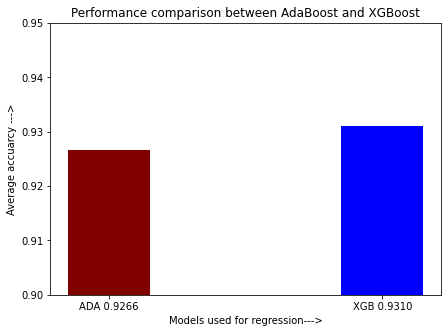 Performance comparison between AdaBoost and XGBoost
0.95
0.94
0.93
0.92
0.91
0.90
Average accuarcy --->
ADA 0.9266
XGB 0.9310
Models used for regression--->